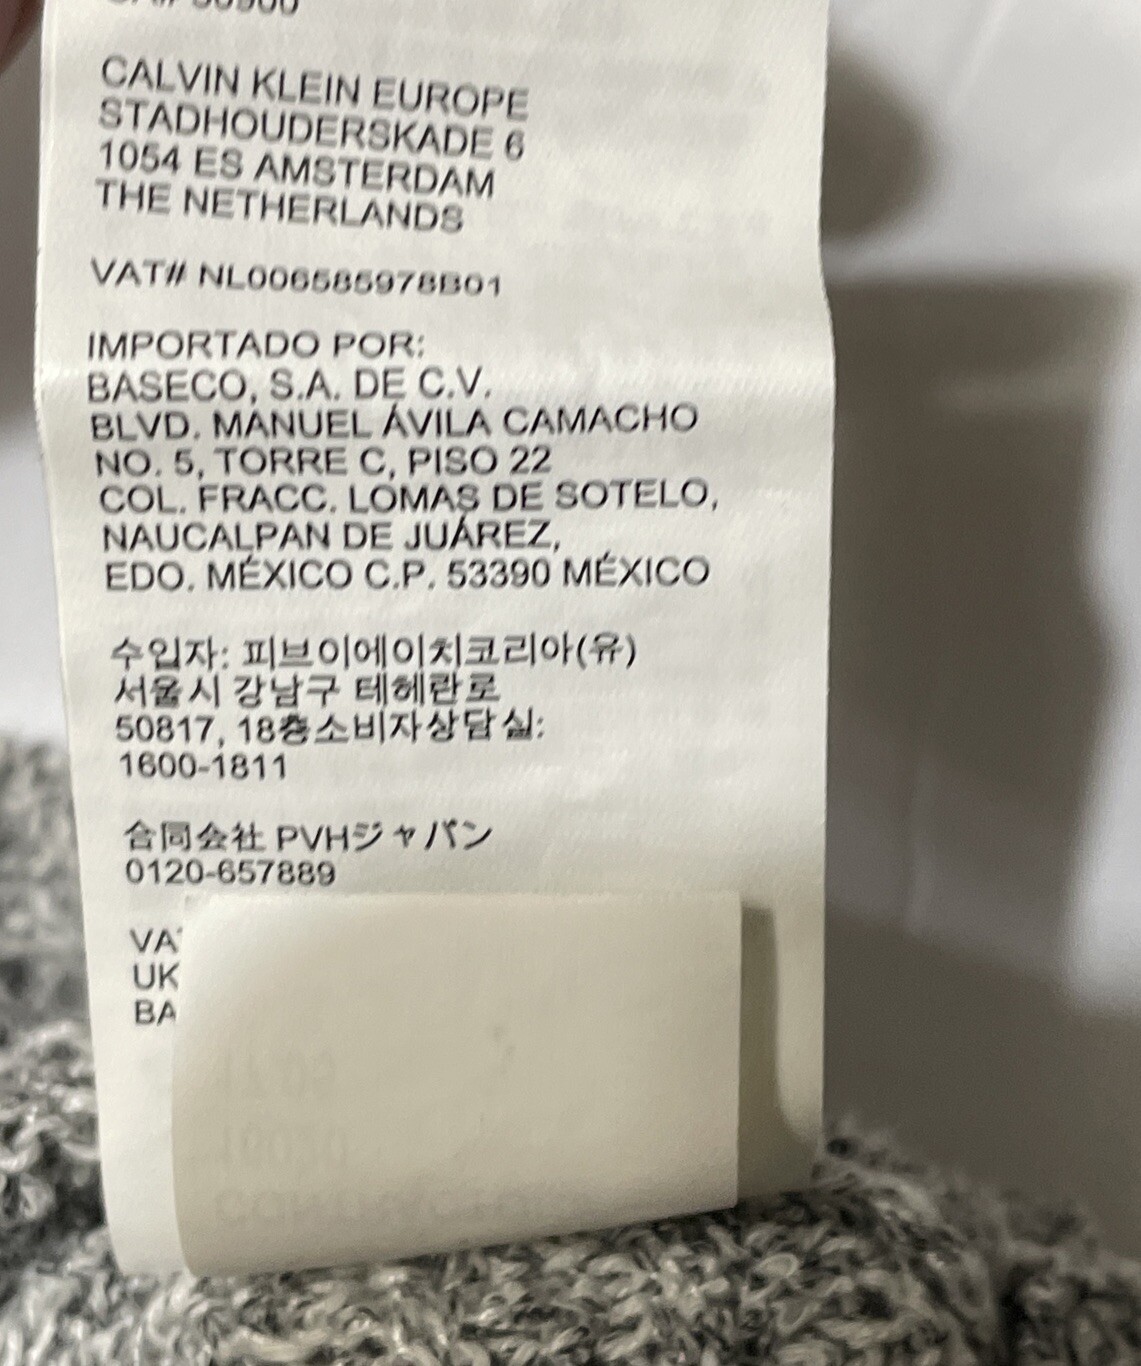 CALVIN KLEIN EUROPE
STADHOUDERSKADE 6
1054 ES AMSTERDAM
THE NETHERLANDS
VAT# NL006585978B01
IMPORTADO POR:
BASECO, S.A. DE C.V.
BLVD. MANUEL ÁVILA CAMACHO
NO. 5, TORRE C, PISO 22
COL. FRACC. LOMAS DE SOTELO,
NAUCALPAN DE JUÁREZ,
EDO. MÉXICO C.P. 53390 MÉXICO
수입자: 피브이에이치코리아(유)
서울시 강남구 테헤란로
50817, 18층소비자상담실:
1600-1811
合同会社 PVHジャパン
0120-657889
UK
BA